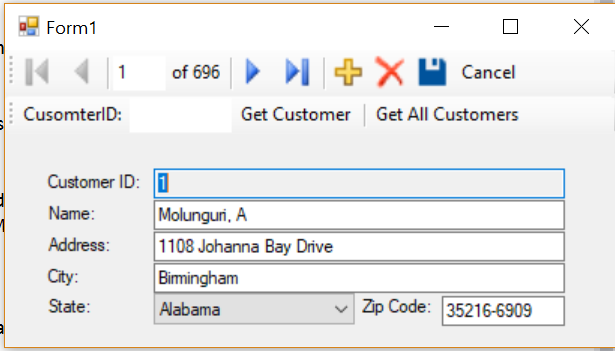 Form1
1 of 696 Cancel
CusomterID: Get Customer Get All Customers
Customer ID: 1
Name: Molunguri, A
Address: 1108 Johanna Bay Drive
City: Birmingham
State: Alabama Zip Code: 35216-6909